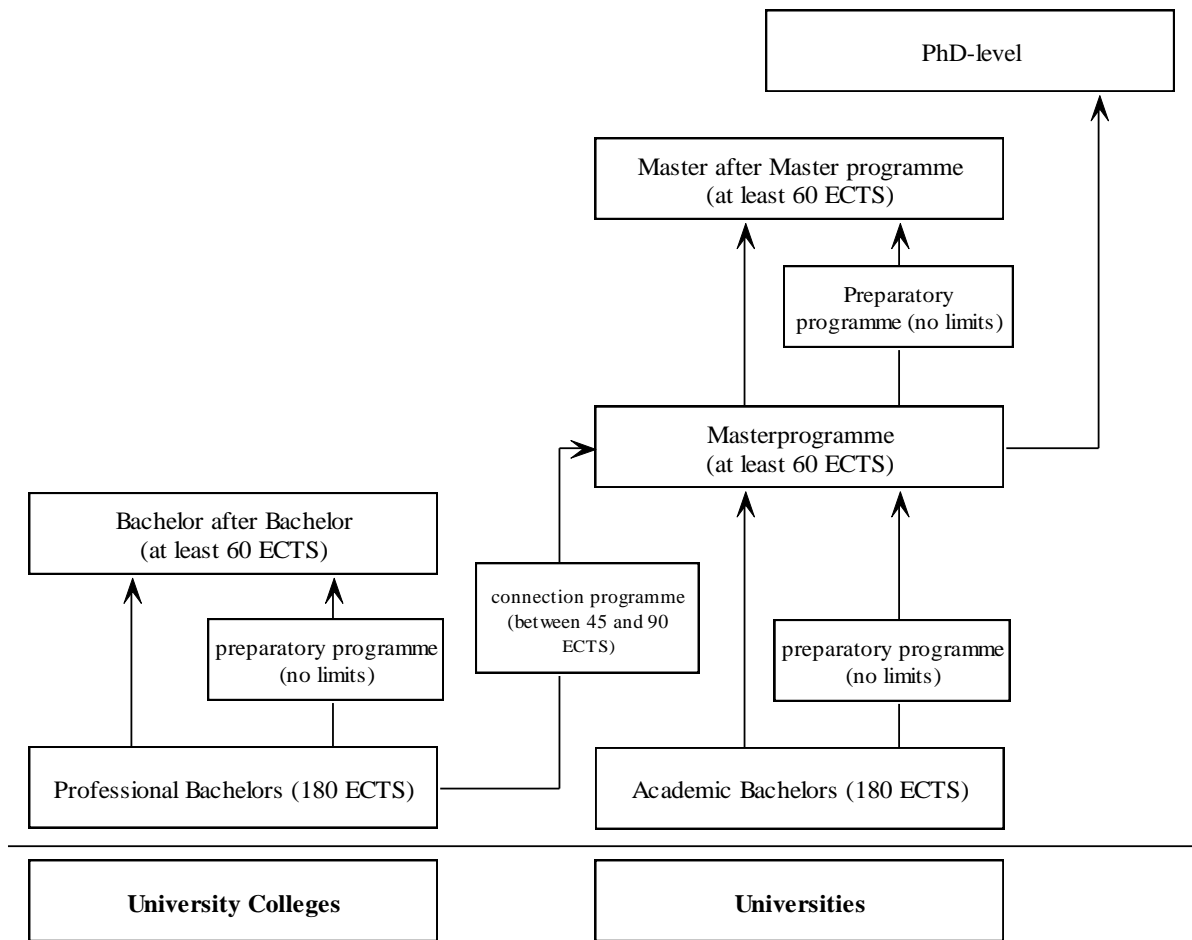 PhD-level
Master after Master programme
(at least 60 ECTS)
Preparatory
programme (no limits)
Masterprogramme
(at least 60 ECTS)
Bachelor after Bachelor
(at least 60 ECTS)
connection programme
(between 45 and 90
ECTS)
preparatory programme
(no limits)
preparatory programme
(no limits)
Professional Bachelors (180 ECTS)
Academic Bachelors (180 ECTS)
University Colleges
Universities